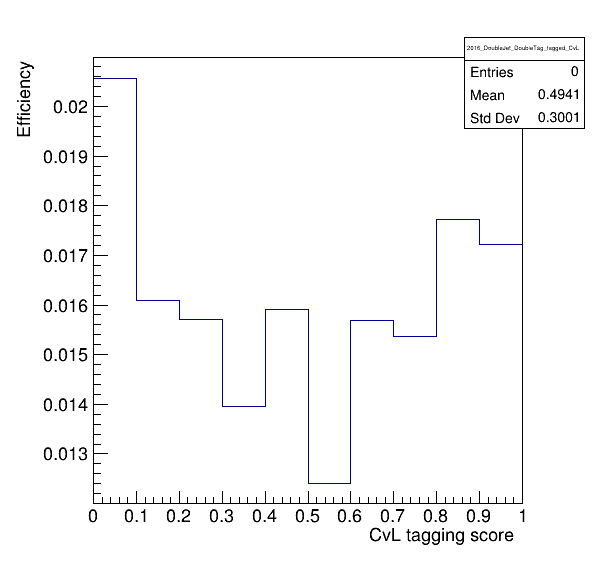 2016_DoubleJet_DoubleTag_tagged_CvL
Entries 0
Mean 0.4941
Std Dev 0.3001
Efficiency
0.02
0.019
0.018
0.017
0.016
0.015
0.014
0.013
0 0.1 0.2 0.3 0.4 0.5 0.6 0.7 0.8 0.9 1
CvL tagging score